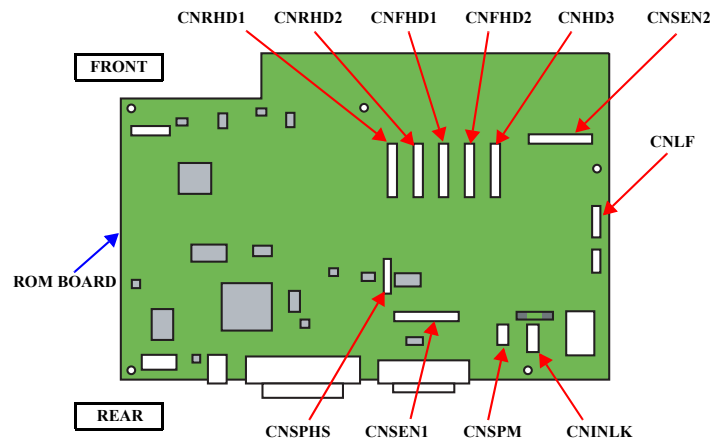 CNRHD1 CNRHD2 CNFHD1 CNFHD2 CNHD3 CNSEN2
FRONT
CNLF
ROM BOARD
REAR
CNSPHS CNSEN1 CNSPM CNINLK